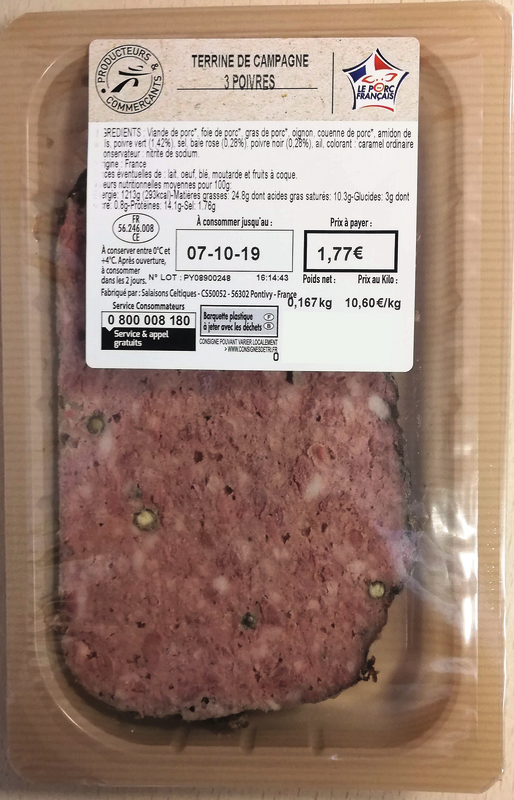 PRODUCTEURS & COMMERÇANTS
TERRINE DE CAMPAGNE
3 POIVRES
LE PORC
FRANÇAIS
GREDIENTS : Viande de porc*, foie de porc*, gras de porc*, oignon, couenne de porc*, amidon de
is, poivre vert (1.42%), sel, baie rose (0.28%), poivre noir (0.28%), ail, colorant : caramel ordinaire
onservateur : nitrite de sodium.
igine : France
ces éventuelles de : lait, oeuf, blé, moutarde et fruits à coque.
eurs nutritionnelles moyennes pour 100g:
ergie: 1213g (293kcal)-Matières grasses: 24.8g dont acides gras saturés: 10.3g-Glucides: 3g dont
re: 0.8g-Protéines: 14.1g-Sel: 1.76g
FR
56.246.008
CE
À consommer jusqu'au :
07-10-19
Prix à payer :
1,77€
À conserver entre 0°C et
+4°C. Après ouverture,
à consommer
dans les 2 jours.
N° LOT : PY08900248 16:14:43
Poids net : Prix au Kilo :
0,167kg 10,60€/kg
Fabriqué par : Salaisons Celtiques - CS50052 - 56302 Pontivy - France
Service Consommateurs
0 800 008 180
Service & appel
gratuits
Barquette plastique
à jeter avec les déchets
F
B
CONSIGNE POUVANT VARIER LOCALEMENT
> WWW.CONSIGNESDETRI.FR
0